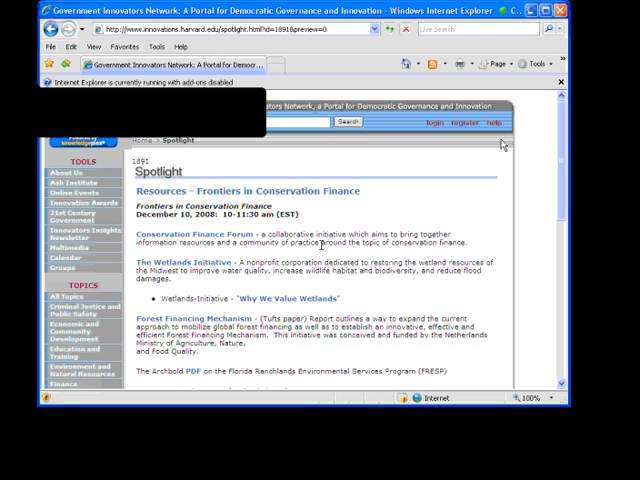 Government Innovators Network: A Portal for Democratic Governance and Innovation - Windows Internet Explorer
http://www.innovations.harvard.edu/spotlight.html?id=1891&preview=0
Live Search
File Edit View Favorites Tools Help
Government Innovators Network: A Portal for Democr...
Page Tools
Internet Explorer is currently running with add-ons disabled
Network, a Portal for Democratic Governance and Innovation
Search
login register help
Powered by
knowledgeplex
Home > Spotlight
TOOLS
About Us
Ash Institute
Online Events
Innovation Awards
21st Century
Government
Innovators Insights
Newsletter
Multimedia
Calendar
Groups
TOPICS
All Topics
Criminal Justice and
Public Safety
Economic and
Community
Development
Education and
Training
Environment and
Natural Resources
Finance
1891
Spotlight
Resources - Frontiers in Conservation Finance
Frontiers in Conservation Finance
December 10, 2008: 10-11:30 am (EST)
Conservation Finance Forum - a collaborative initiative which aims to bring together
information resources and a community of practice around the topic of conservation finance.
The Wetlands Initiative - A nonprofit corporation dedicated to restoring the wetland resources of
the Midwest to improve water quality, increase wildlife habitat and biodiversity, and reduce flood
damages.
• Wetlands-Initiative - "Why We Value Wetlands"
Forest Financing Mechanism - (Tufts paper) Report outlines a way to expand the current
approach to mobilize global forest financing as well as to establish an innovative, effective and
efficient Forest Financing Mechanism. This initiative was conceived and funded by the Netherlands
Ministry of Agriculture, Nature,
and Food Quality.
The Archbold PDF on the Florida Ranchlands Environmental Services Program (FRESP)
Internet
100%